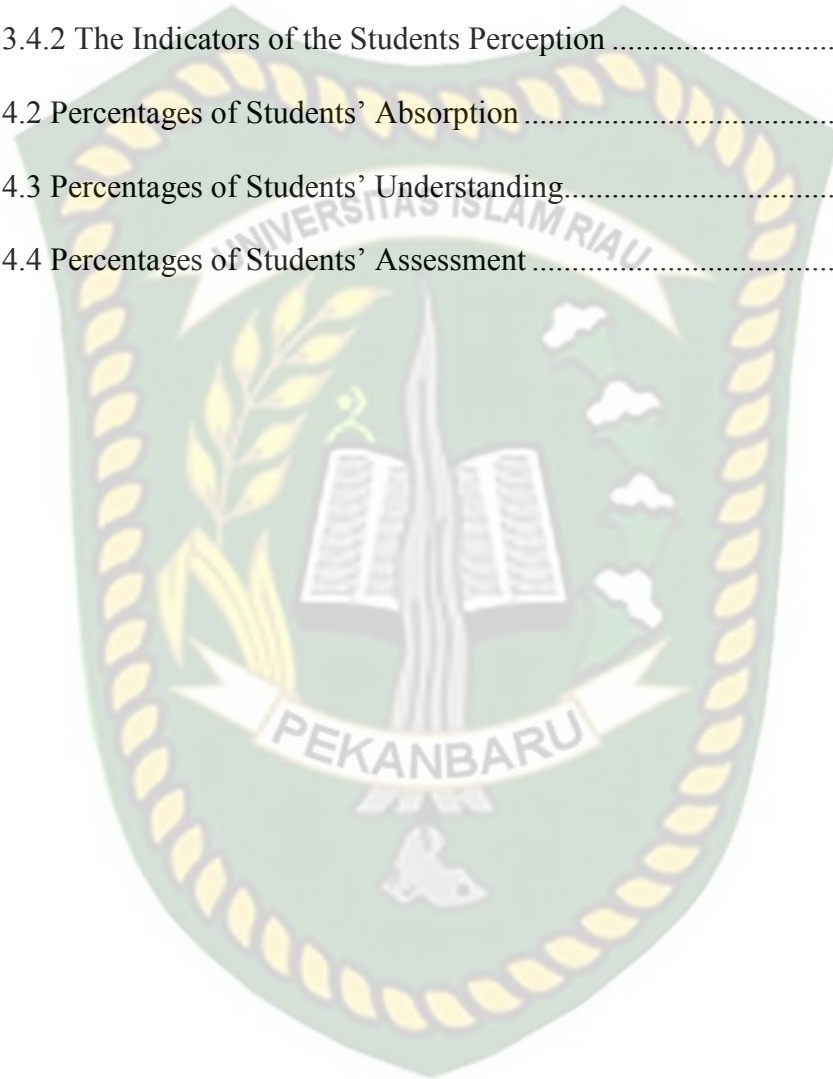 3.4.2 The Indicators of the Students Perception ............................
4.2 Percentages of Students’ Absorption .......................................
4.3 Percentages of Students’ Understanding..................................
4.4 Percentages of Students’ Assessment ......................................
UNIVERSITAS ISLAM RIAU
PEKANBARU